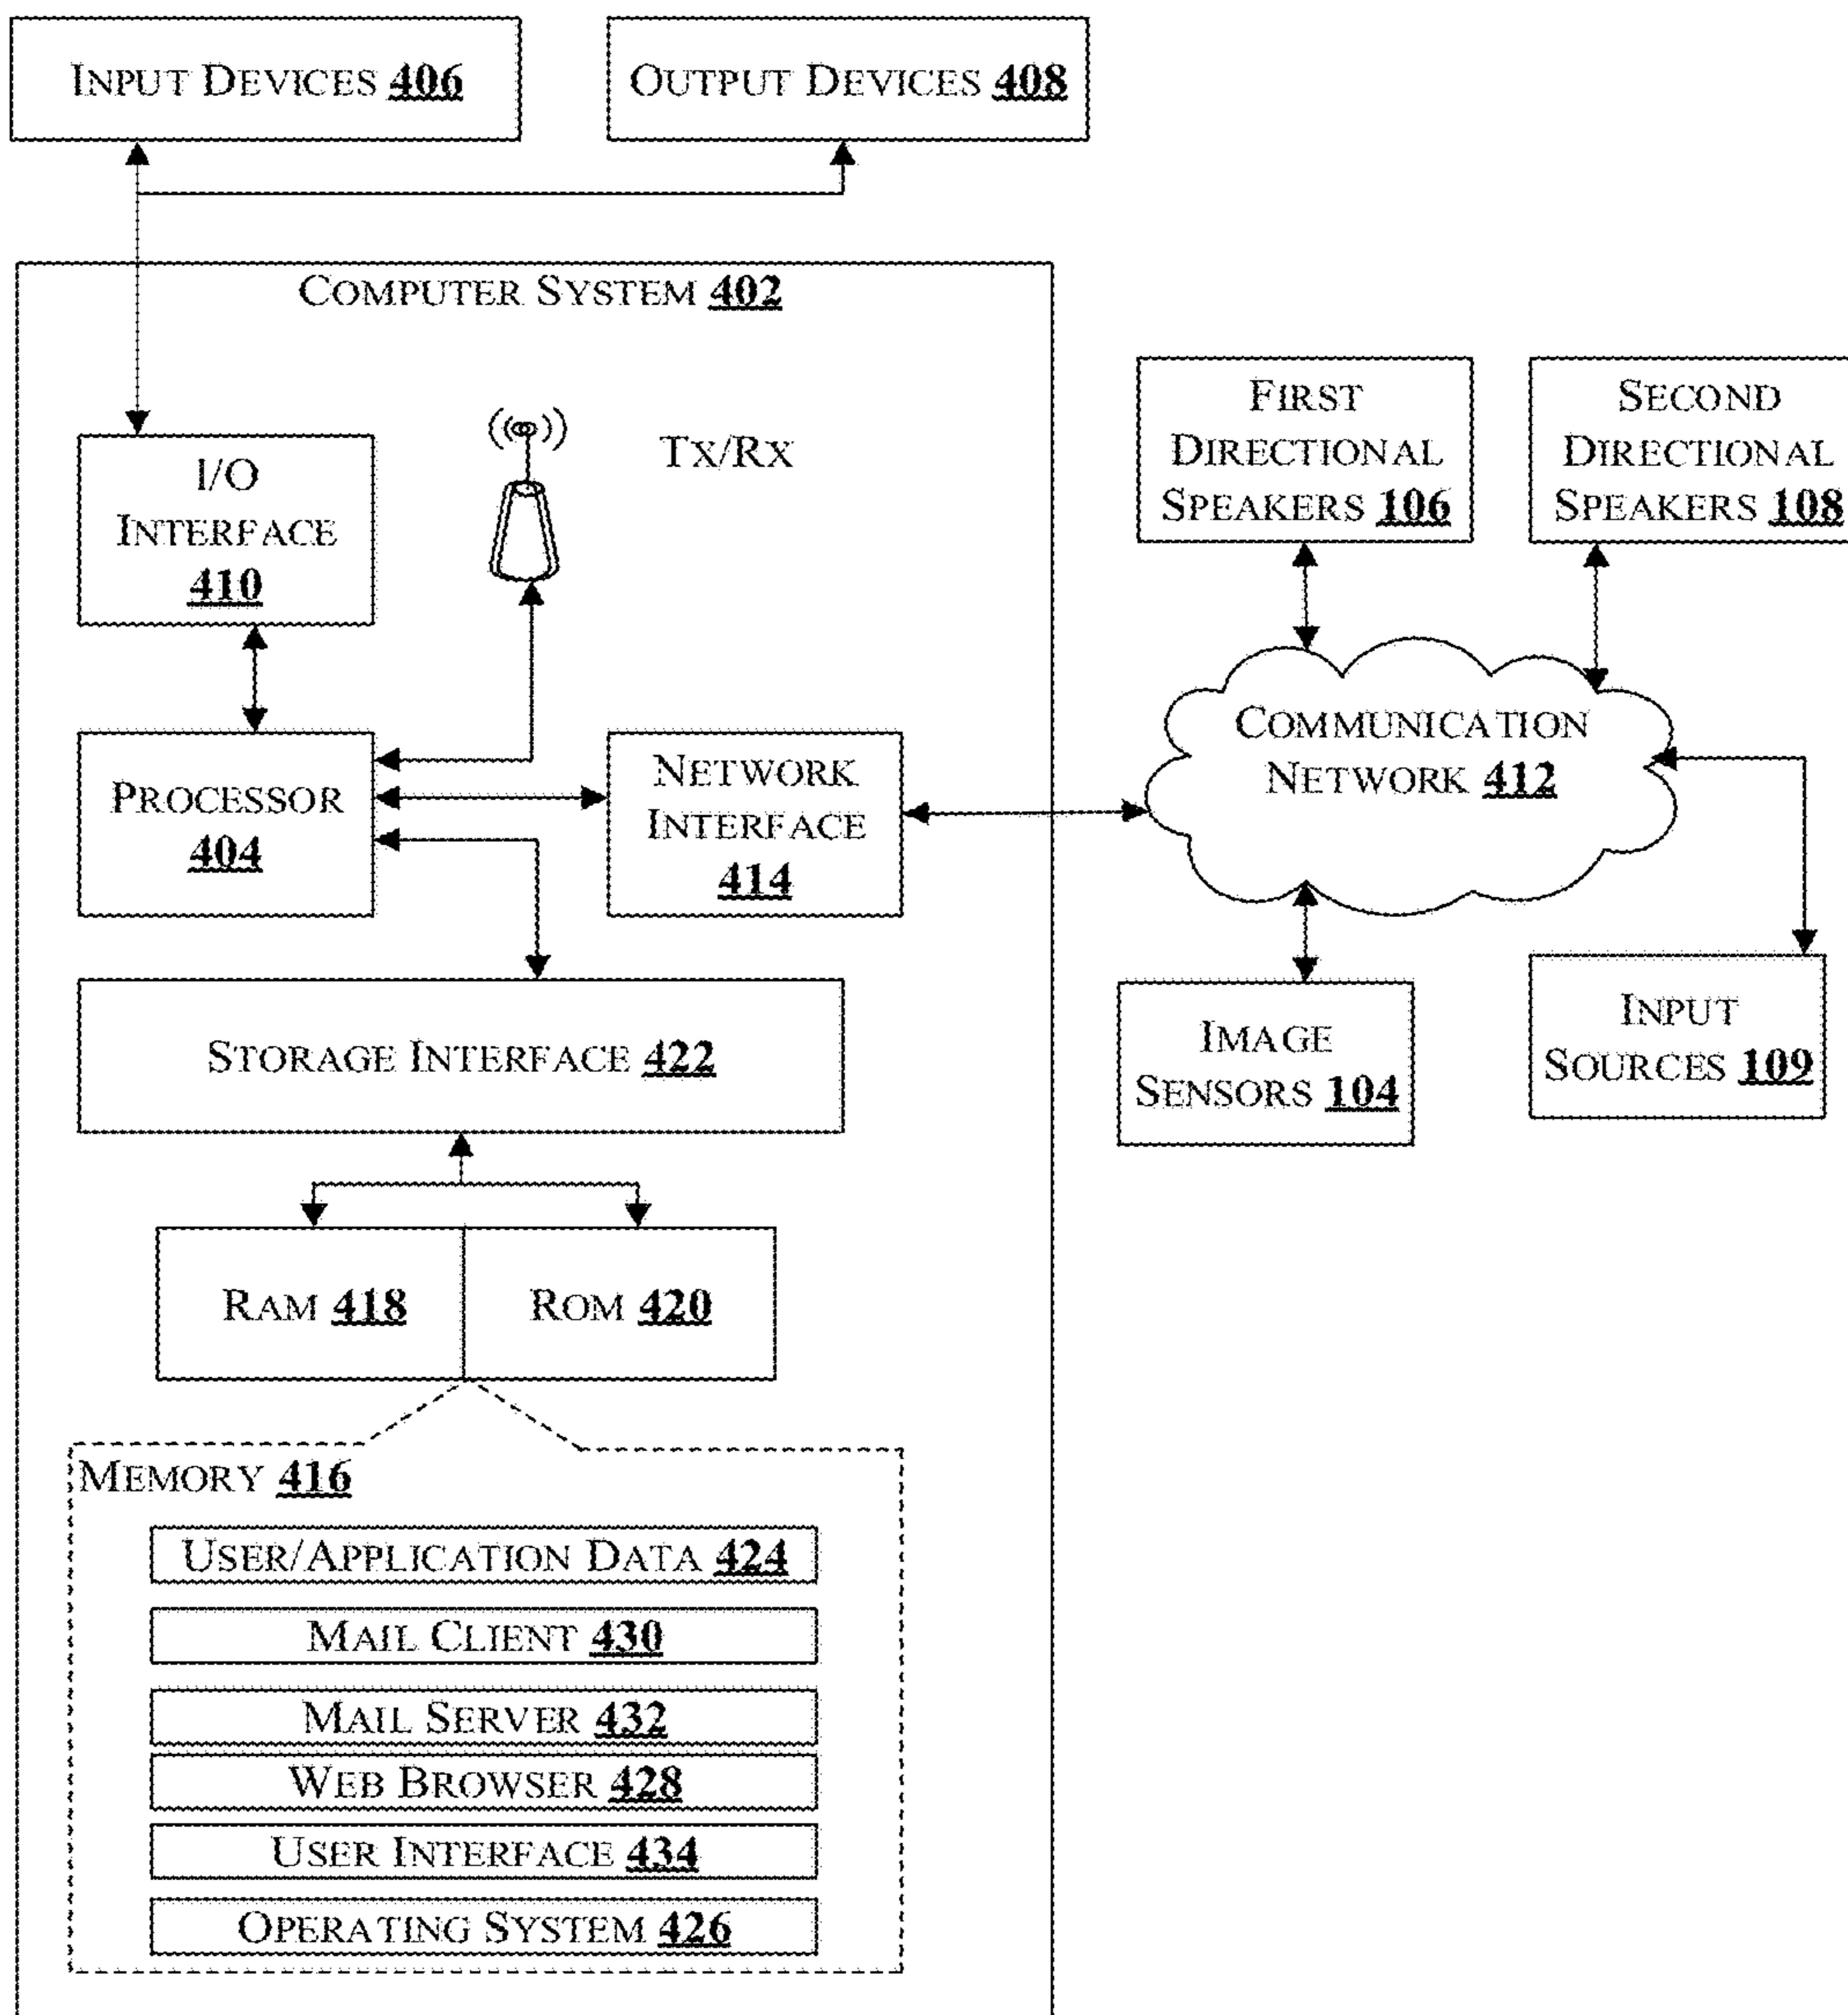 INPUT DEVICES 406
OUTPUT DEVICES 408
COMPUTER SYSTEM 402
I/O
INTERFACE
410
TX/RX
FIRST
DIRECTIONAL
SPEAKERS 106
SECOND
DIRECTIONAL
SPEAKERS 108
PROCESSOR
404
NETWORK
INTERFACE
414
COMMUNICATION
NETWORK 412
STORAGE INTERFACE 422
IMAGE
SENSORS 104
INPUT
SOURCES 109
RAM 418
ROM 420
MEMORY 416
USER/APPLICATION DATA 424
MAIL CLIENT 430
MAIL SERVER 432
WEB BROWSER 428
USER INTERFACE 434
OPERATING SYSTEM 426